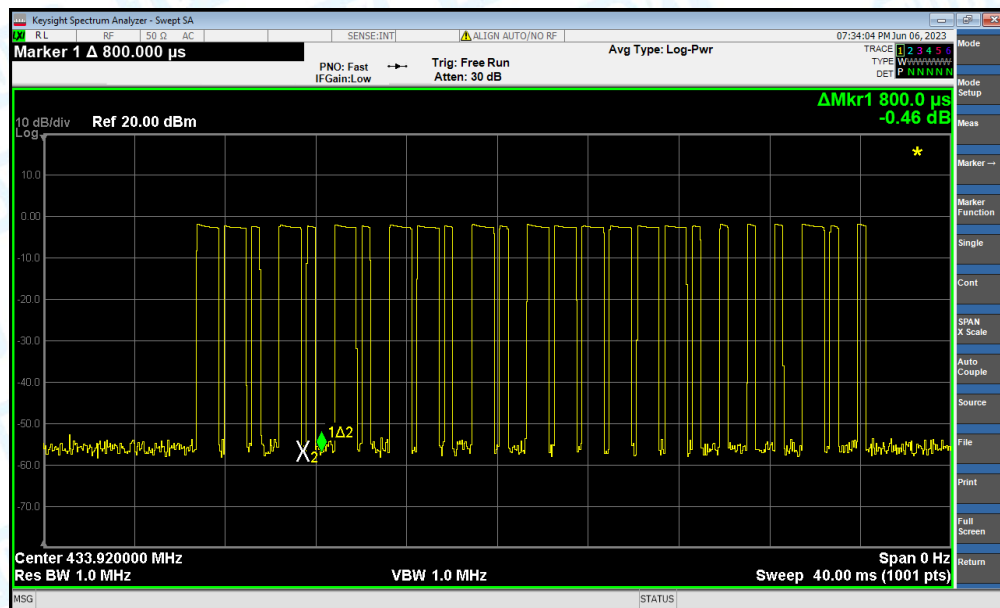 Keysight Spectrum Analyzer - Swept SA
LXI RL RF 50 Ω AC SENSE:INT ALIGN AUTO/NO RF 07:34:04 PM Jun 06, 2023
Marker 1 Δ 800.000 µs
PNO: Fast
IFGain:Low
Trig: Free Run
Atten: 30 dB
Avg Type: Log-Pwr
TRACE 1 2 3 4 5 6
TYPE WWWWWW
DET P N N N N N
ΔMkr1 800.0 µs
-0.46 dB
10 dB/div
Log
Ref 20.00 dBm
10.0
0.00
-10.0
-20.0
-30.0
-40.0
-50.0
-60.0
-70.0
X2
1Δ2
*
Center 433.920000 MHz
Res BW 1.0 MHz
VBW 1.0 MHz
Span 0 Hz
Sweep 40.00 ms (1001 pts)
MSG
STATUS
Mode
Mode
Setup
Meas
Marker →
Marker
Function
Single
Cont
SPAN
X Scale
Auto
Couple
Source
File
Print
Full
Screen
Return